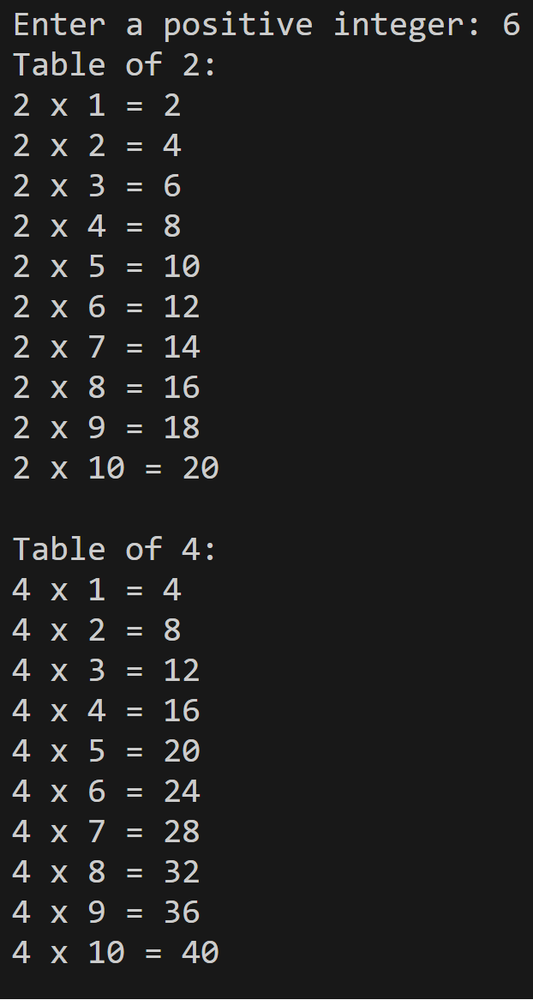 Enter a positive integer: 6
Table of 2:
2 x 1 = 2
2 x 2 = 4
2 x 3 = 6
2 x 4 = 8
2 x 5 = 10
2 x 6 = 12
2 x 7 = 14
2 x 8 = 16
2 x 9 = 18
2 x 10 = 20

Table of 4:
4 x 1 = 4
4 x 2 = 8
4 x 3 = 12
4 x 4 = 16
4 x 5 = 20
4 x 6 = 24
4 x 7 = 28
4 x 8 = 32
4 x 9 = 36
4 x 10 = 40